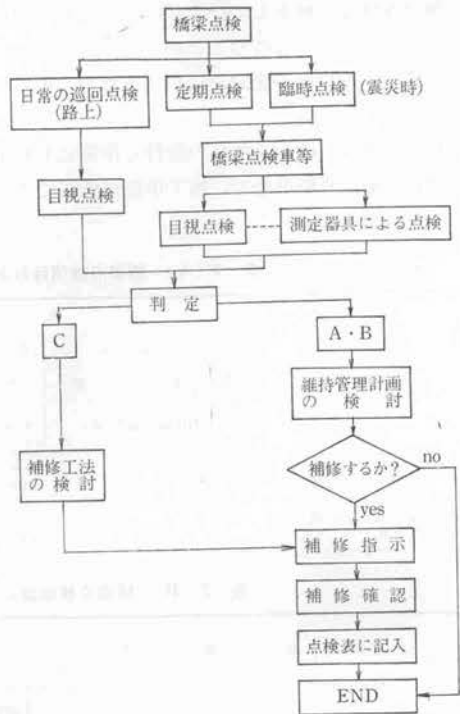 橋梁点検
日常の巡回点検
(路上)
定期点検
臨時点検
(震災時)
橋梁点検車等
目視点検
目視点検
測定器具による点検
判定
C
A・B
維持管理計画
の検討
補修工法
の検討
補修するか?
no
yes
補修指示
補修確認
点検表に記入
END